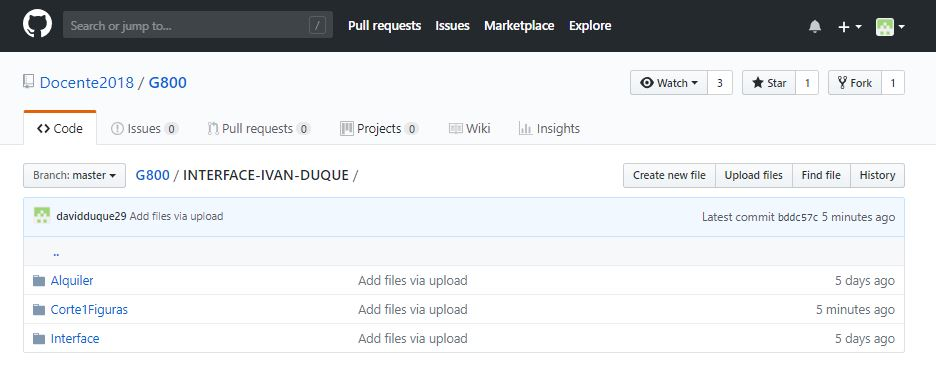 Search or jump to... / Pull requests Issues Marketplace Explore
Docente2018 / G800 Watch 3 Star 1 Fork 1
Code Issues 0 Pull requests 0 Projects 0 Wiki Insights
Branch: master G800 / INTERFACE-IVAN-DUQUE / Create new file Upload files Find file History
davidduque29 Add files via upload Latest commit bddc57c 5 minutes ago
..
Alquiler Add files via upload 5 days ago
Corte1Figuras Add files via upload 5 minutes ago
Interface Add files via upload 5 days ago